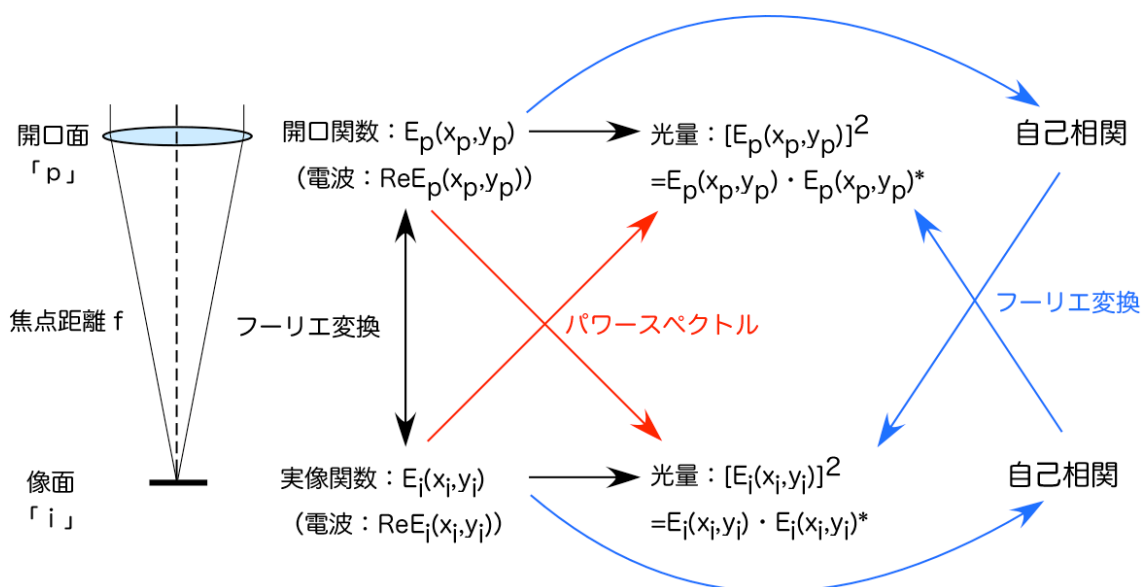 開口面
「p」
開口関数：Ep(xp,yp)
（電波：ReEp(xp,yp)）
光量：[Ep(xp,yp)]2
=Ep(xp,yp)・Ep(xp,yp)*
自己相関
焦点距離 f
フーリエ変換
パワースペクトル
フーリエ変換
像面
「i」
実像関数：Ei(xi,yi)
（電波：ReEi(xi,yi)）
光量：[Ei(xi,yi)]2
=Ei(xi,yi)・Ei(xi,yi)*
自己相関